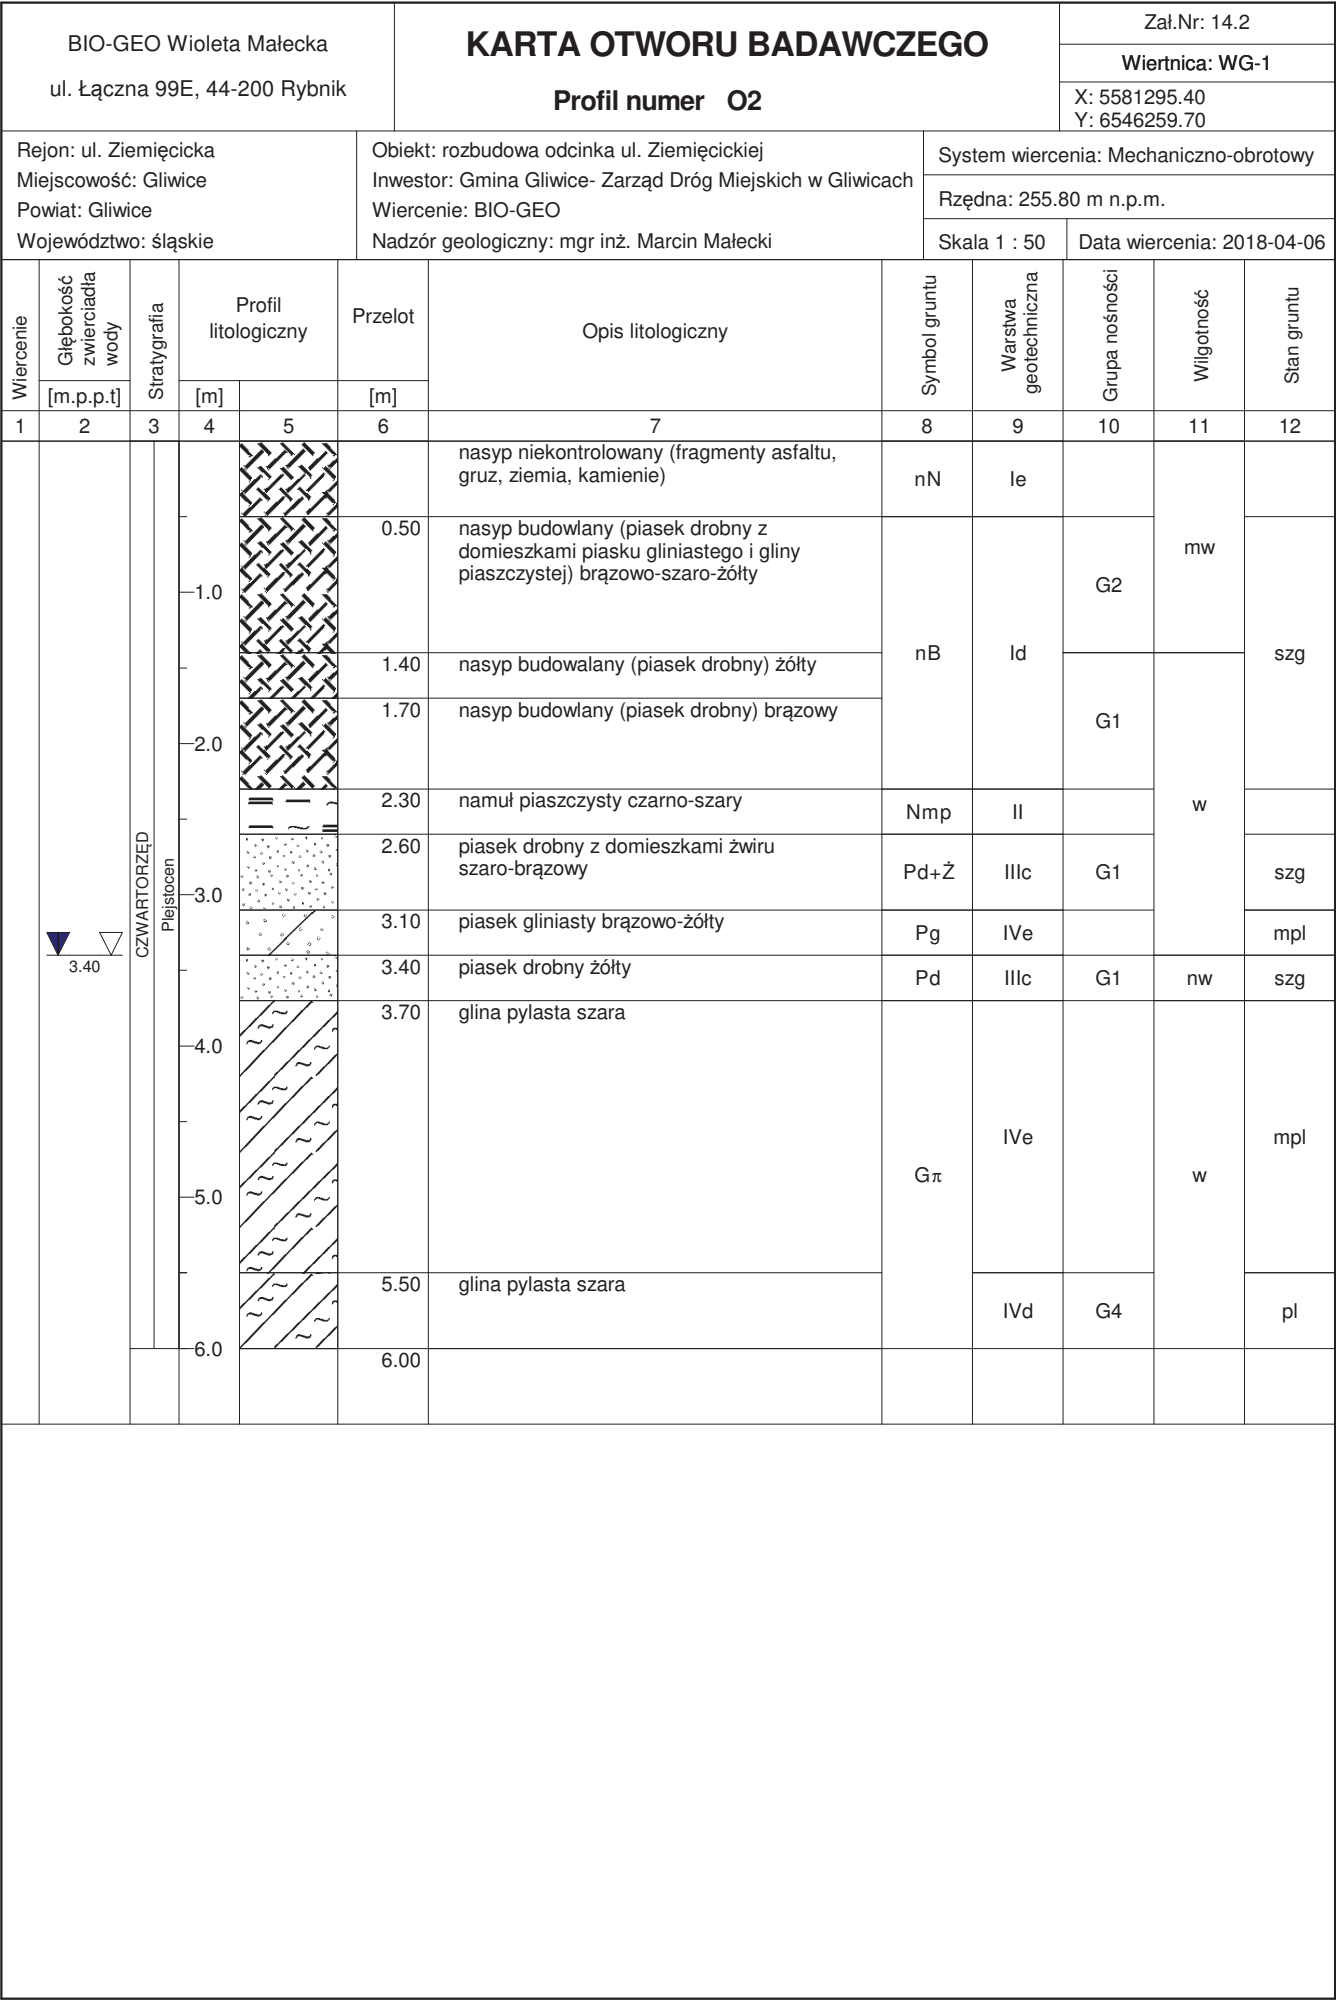 BIO-GEO Wioleta Małecka
ul. Łączna 99E, 44-200 Rybnik
KARTA OTWORU BADAWCZEGO
Profil numer O2
Zał.Nr: 14.2
Wiertnica: WG-1
X: 5581295.40
Y: 6546259.70
Rejon: ul. Ziemięcicka
Miejscowość: Gliwice
Powiat: Gliwice
Województwo: śląskie
Obiekt: rozbudowa odcinka ul. Ziemięcickiej
Inwestor: Gmina Gliwice- Zarząd Dróg Miejskich w Gliwicach
Wiercenie: BIO-GEO
Nadzór geologiczny: mgr inż. Marcin Małecki
System wiercenia: Mechaniczno-obrotowy
Rzędna: 255.80 m n.p.m.
Skala 1 : 50 Data wiercenia: 2018-04-06
Wiercenie
Głębokość
zwierciadła
wody
[m.p.p.t]
Stratygrafia
Profil
litologiczny
[m]
Przelot
[m]
Opis litologiczny
Symbol gruntu
Warstwa
geotechniczna
Grupa nośności
Wilgotność
Stan gruntu
1 2 3 4 5 6 7 8 9 10 11 12
nasyp niekontrolowany (fragmenty asfaltu,
gruz, ziemia, kamienie)
nN Ie
0.50 nasyp budowlany (piasek drobny z
domieszkami piasku gliniastego i gliny
piaszczystej) brązowo-szaro-żółty
mw
1.0
G2
nB Id szg
1.40 nasyp budowalany (piasek drobny) żółty
1.70 nasyp budowlany (piasek drobny) brązowy
G1
2.0
2.30 namuł piaszczysty czarno-szary
Nmp II
w
2.60 piasek drobny z domieszkami żwiru
szaro-brązowy
Pd+Ż IIIc G1 szg
CZWARTORZĘD
Plejstocen
3.0
3.10 piasek gliniasty brązowo-żółty
Pg IVe mpl
3.40
3.40 piasek drobny żółty
Pd IIIc G1 nw szg
3.70 glina pylasta szara
4.0
IVe mpl
Gπ w
5.0
5.50 glina pylasta szara
IVd G4 pl
6.0
6.00